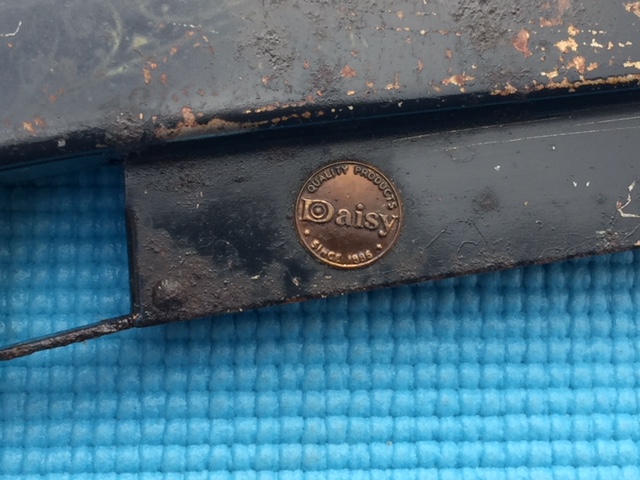 QUALITY PRODUCTS
Daisy
SINCE 1886